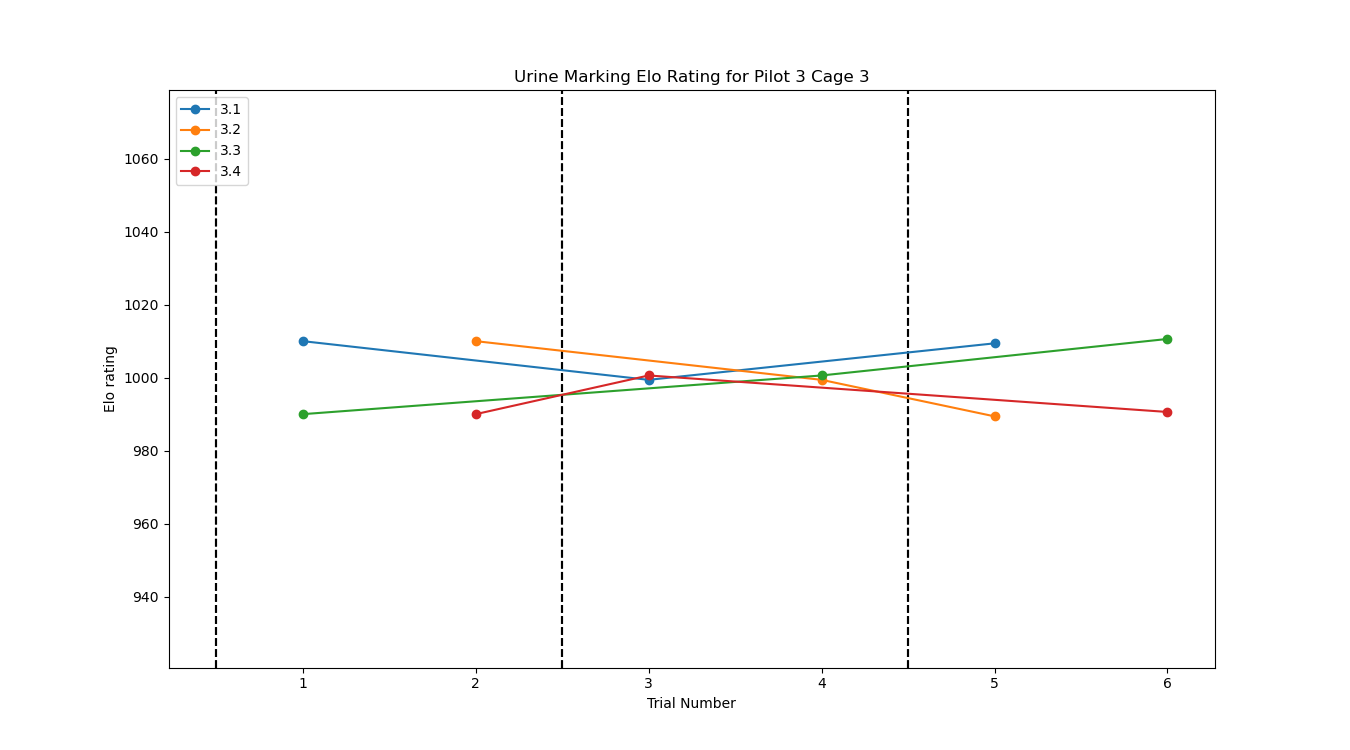 Urine Marking Elo Rating for Pilot 3 Cage 3
3.1
3.2
3.3
3.4
1060
1040
1020
1000
980
960
940
Elo rating
1 2 3 4 5 6
Trial Number